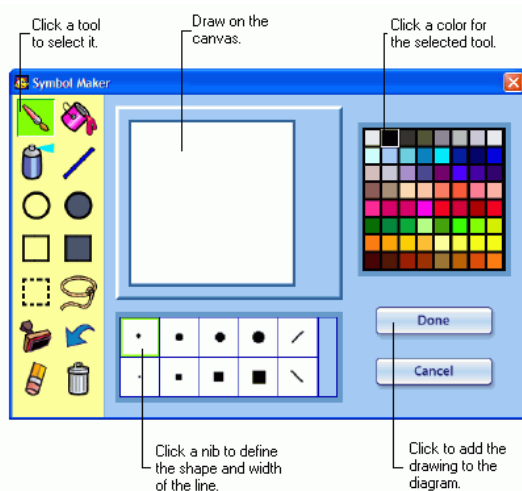 Click a tool
to select it.
Draw on the
canvas.
Click a color for
the selected tool.
Symbol Maker
Done
Cancel
Click a nib to define
the shape and width
of the line.
Click to add the
drawing to the
diagram.